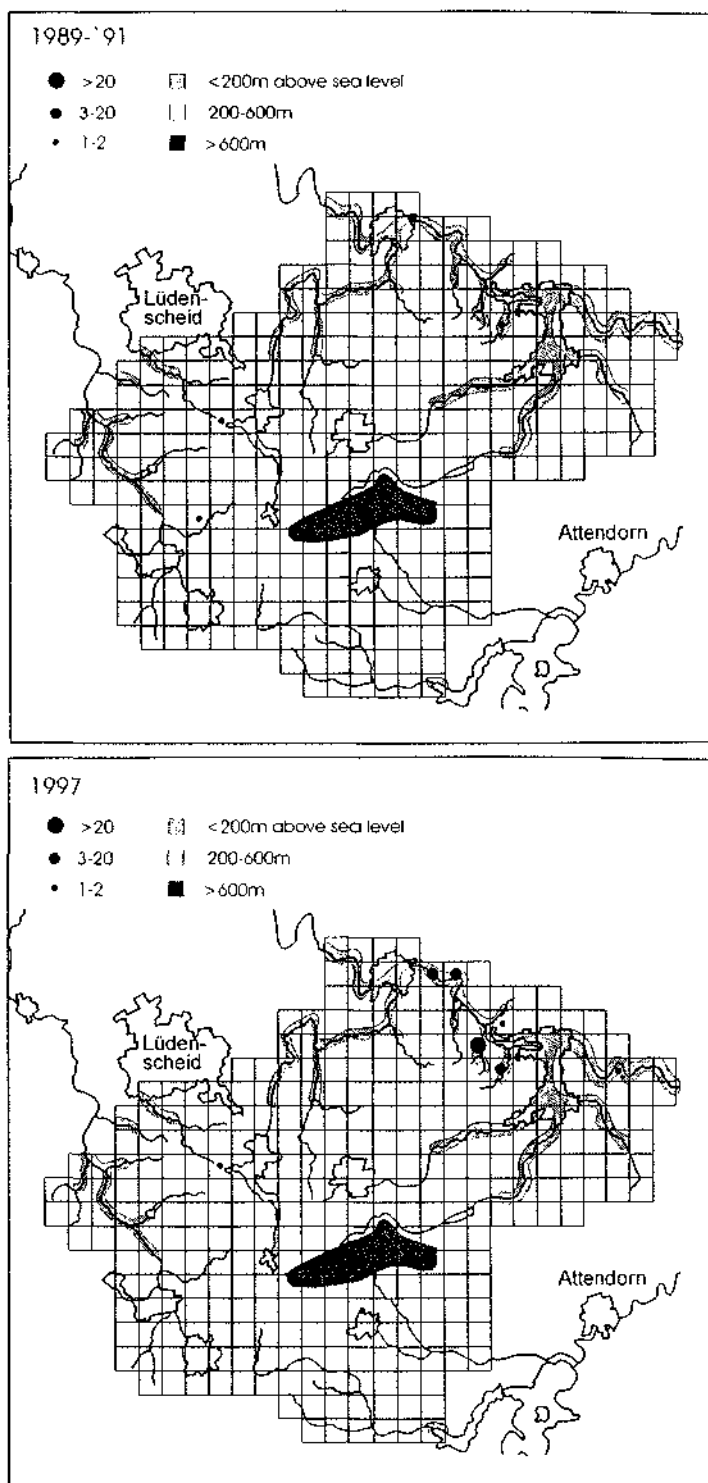 1989-`91
>20
<200m above sea level
3-20
200-600m
1-2
>600m
Lüden-
scheid
Attendorn
1997
>20
<200m above sea level
3-20
200-600m
1-2
>600m
Lüden-
scheid
Attendorn